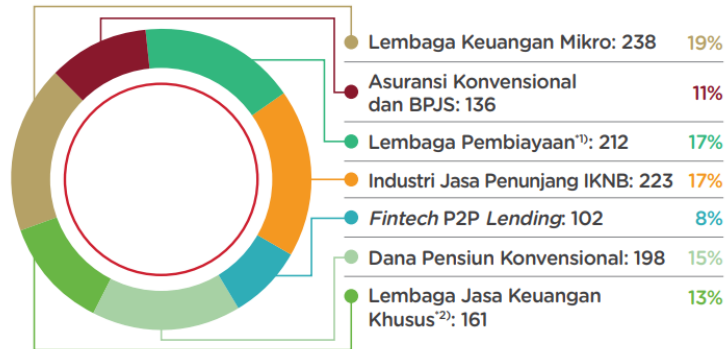 Lembaga Keuangan Mikro: 238 19%
Asuransi Konvensional
dan BPJS: 136 11%
Lembaga Pembiayaan*1): 212 17%
Industri Jasa Penunjang IKNB: 223 17%
Fintech P2P Lending: 102 8%
Dana Pensiun Konvensional: 198 15%
Lembaga Jasa Keuangan 13%
Khusus*2): 161